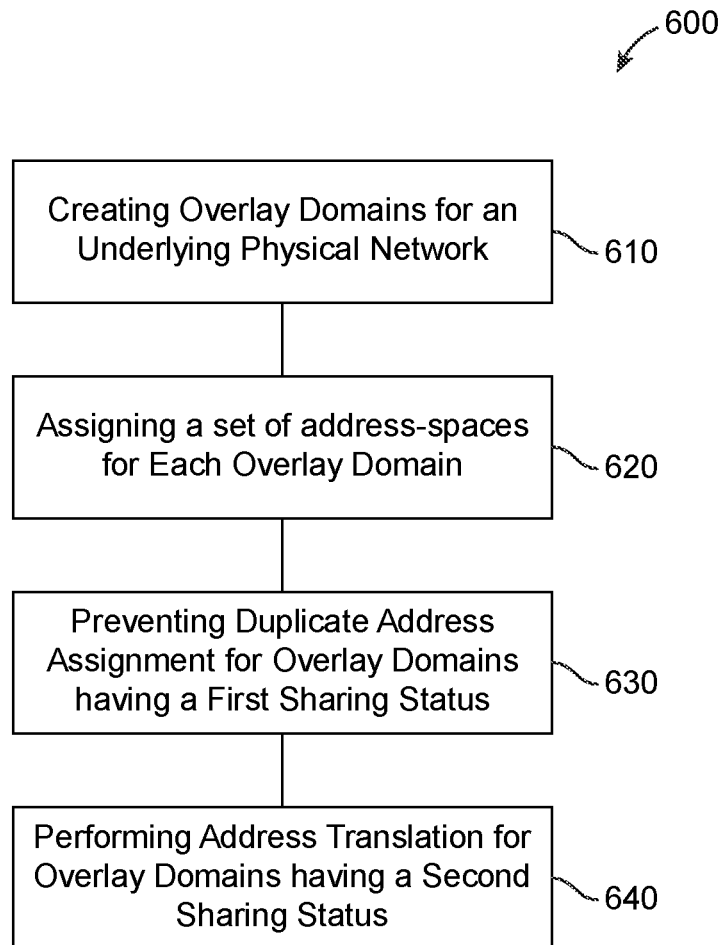 600
Creating Overlay Domains for an
Underlying Physical Network
610
Assigning a set of address-spaces
for Each Overlay Domain
620
Preventing Duplicate Address
Assignment for Overlay Domains
having a First Sharing Status
630
Performing Address Translation for
Overlay Domains having a Second
Sharing Status
640